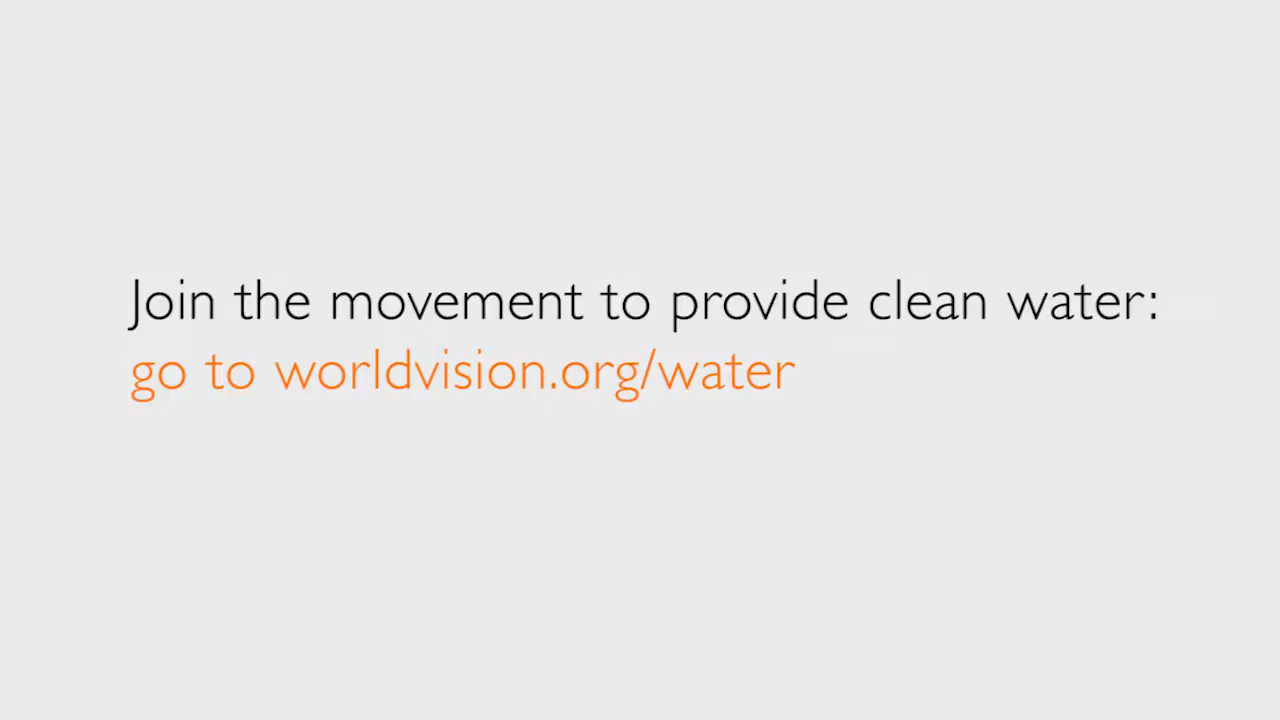 Join the movement to provide clean water:
go to worldvision.org/water